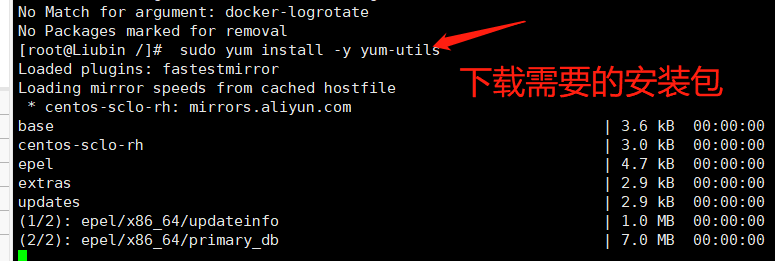 No Match for argument: docker-logrotate
No Packages marked for removal
[root@Liubin /]#  sudo yum install -y yum-utils
Loaded plugins: fastestmirror
下载需要的安装包
Loading mirror speeds from cached hostfile
 * centos-sclo-rh: mirrors.aliyun.com
base | 3.6 kB 00:00:00
centos-sclo-rh | 3.0 kB 00:00:00
epel | 4.7 kB 00:00:00
extras | 2.9 kB 00:00:00
updates | 2.9 kB 00:00:00
(1/2): epel/x86_64/updateinfo | 1.0 MB 00:00:00
(2/2): epel/x86_64/primary_db | 7.0 MB 00:00:00